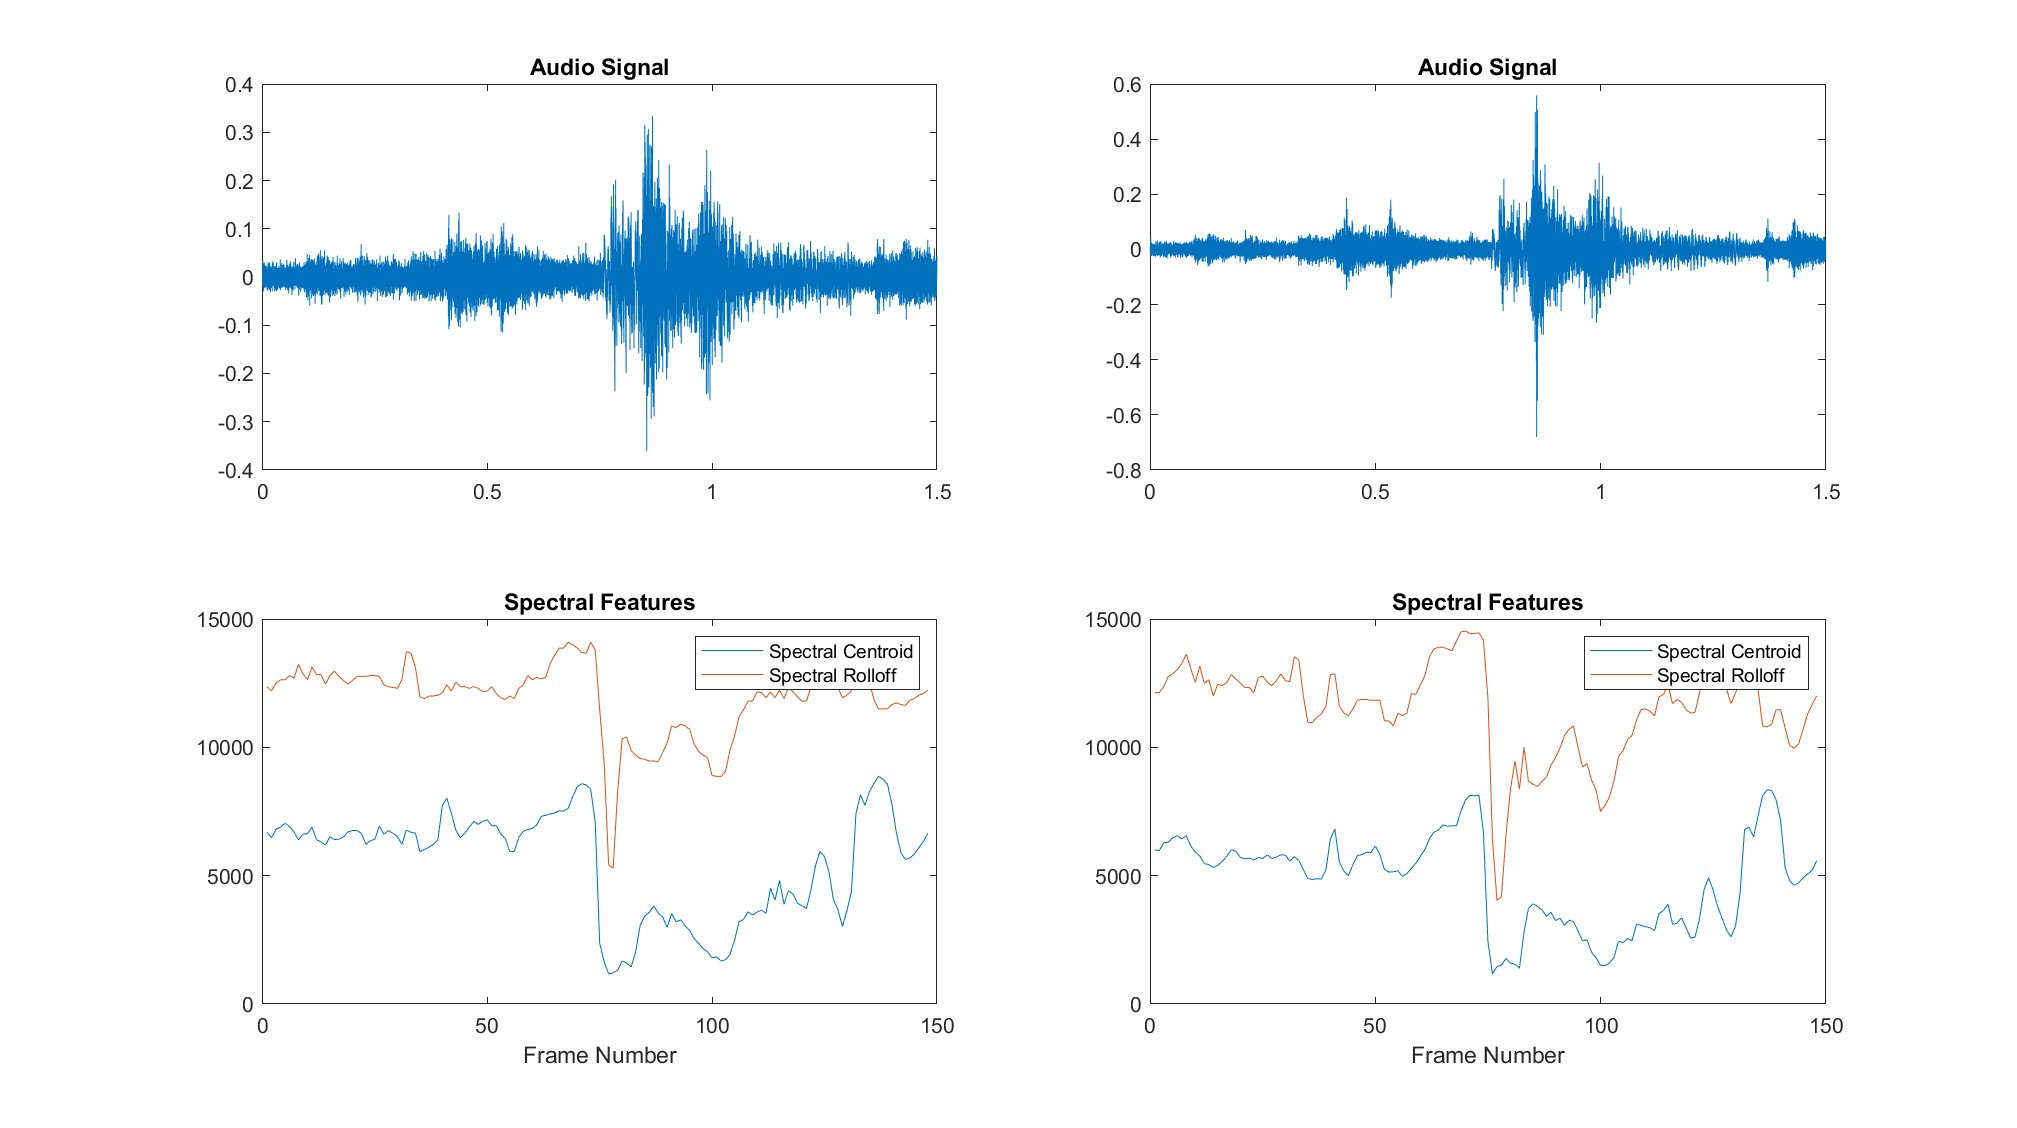 Audio Signal
0.4
0.3
0.2
0.1
0
-0.1
-0.2
-0.3
-0.4
0 0.5 1 1.5
Audio Signal
0.6
0.4
0.2
0
-0.2
-0.4
-0.6
-0.8
0 0.5 1 1.5
Spectral Features
15000
10000
5000
0
Spectral Centroid
Spectral Rolloff
0 50 100 150
Frame Number
Spectral Features
15000
10000
5000
0
Spectral Centroid
Spectral Rolloff
0 50 100 150
Frame Number